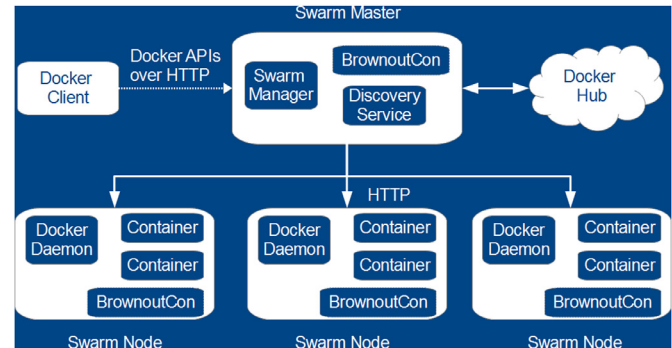 Swarm Master
Docker APIs
over HTTP
Docker
Client
Swarm
Manager
BrownoutCon
Discovery
Service
Docker
Hub
HTTP
Docker
Daemon
Container
Container
BrownoutCon
Docker
Daemon
Container
Container
BrownoutCon
Docker
Daemon
Container
Container
BrownoutCon
Swarm Node
Swarm Node
Swarm Node